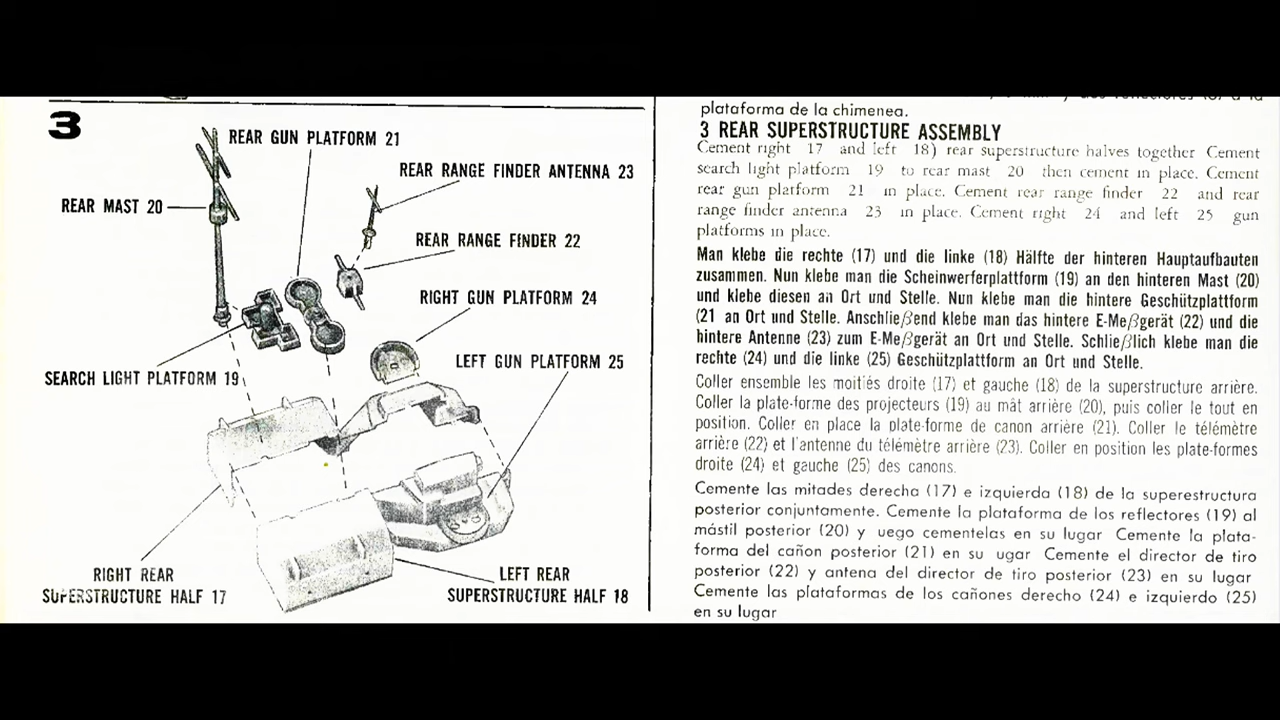 3
REAR GUN PLATFORM 21
REAR RANGE FINDER ANTENNA 23
REAR MAST 20
REAR RANGE FINDER 22
RIGHT GUN PLATFORM 24
LEFT GUN PLATFORM 25
SEARCH LIGHT PLATFORM 19
RIGHT REAR
SUPERSTRUCTURE HALF 17
LEFT REAR
SUPERSTRUCTURE HALF 18
plataforma de la chimenea.
3 REAR SUPERSTRUCTURE ASSEMBLY
Cement right 17 and left 18) rear superstructure halves together Cement
search light platform 19 to rear mast 20 then cement in place. Cement
rear gun platform 21 in place. Cement rear range finder 22 and rear
range finder antenna 23 in place. Cement right 24 and left 25 gun
platforms in place.
Man klebe die rechte (17) und die linke (18) Hälfte der hinteren Hauptaufbauten
zusammen. Nun klebe man die Scheinwerferplattform (19) an den hinteren Mast (20)
und klebe diesen an Ort und Stelle. Nun klebe man die hintere Geschützplattform
(21 an Ort und Stelle. Anschließend klebe man das hintere E-Meßgerät (22) und die
hintere Antenne (23) zum E-Meßgerät an Ort und Stelle. Schließlich klebe man die
rechte (24) und die linke (25) Geschützplattform an Ort und Stelle.
Coller ensemble les moitiés droite (17) et gauche (18) de la superstructure arrière.
Coller la plate-forme des projecteurs (19) au mât arrière (20), puis coller le tout en
position. Coller en place la plate-forme de canon arrière (21). Coller le télémètre
arrière (22) et l'antenne du télémètre arrière (23). Coller en position les plate-formes
droite (24) et gauche (25) des canons.
Cemente las mitades derecha (17) e izquierda (18) de la superestructura
posterior conjuntamente. Cemente la plataforma de los reflectores (19) al
mástil posterior (20) y uego cementelas en su lugar Cemente la plata-
forma del cañon posterior (21) en su ugar Cemente el director de tiro
posterior (22) y antena del director de tiro posterior (23) en su lugar
Cemente las plataformas de los cañones derecho (24) e izquierdo (25)
en su lugar